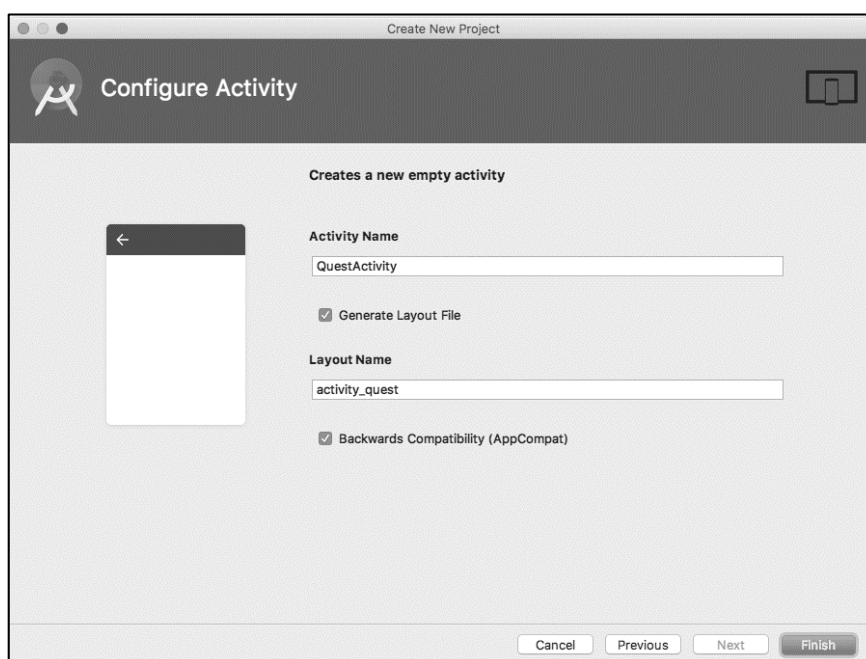 Create New Project
Configure Activity
Creates a new empty activity
Activity Name
QuestActivity
Generate Layout File
Layout Name
activity_quest
Backwards Compatibility (AppCompat)
Cancel Previous Next Finish